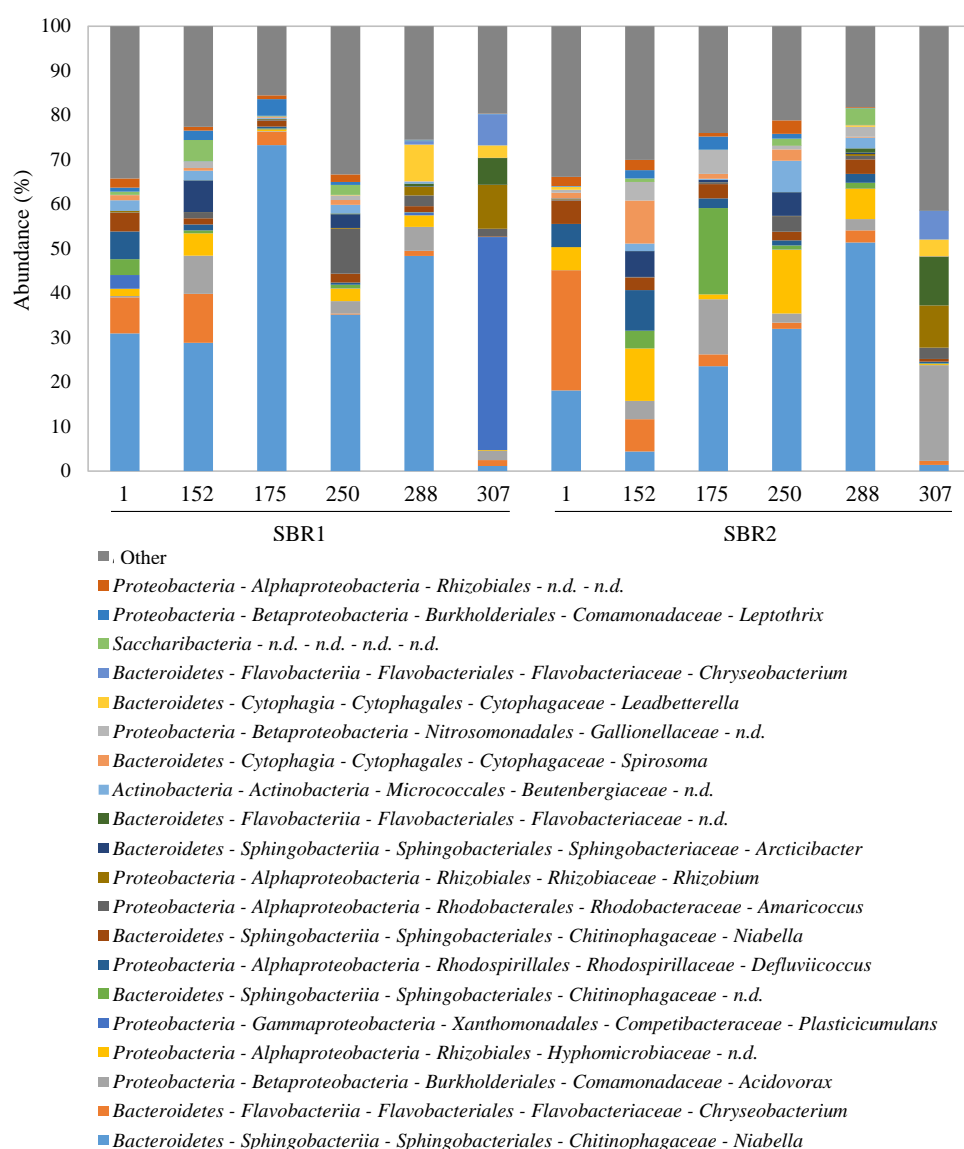 Abundance (%)
100
90
80
70
60
50
40
30
20
10
0
1 152 175 250 288 307 1 152 175 250 288 307
SBR1 SBR2
Other
Proteobacteria - Alphaproteobacteria - Rhizobiales - n.d. - n.d.
Proteobacteria - Betaproteobacteria - Burkholderiales - Comamonadaceae - Leptothrix
Saccharibacteria - n.d. - n.d. - n.d. - n.d.
Bacteroidetes - Flavobacteriia - Flavobacteriales - Flavobacteriaceae - Chryseobacterium
Bacteroidetes - Cytophagia - Cytophagales - Cytophagaceae - Leadbetterella
Proteobacteria - Betaproteobacteria - Nitrosomonadales - Gallionellaceae - n.d.
Bacteroidetes - Cytophagia - Cytophagales - Cytophagaceae - Spirosoma
Actinobacteria - Actinobacteria - Micrococcales - Beutenbergiaceae - n.d.
Bacteroidetes - Flavobacteriia - Flavobacteriales - Flavobacteriaceae - n.d.
Bacteroidetes - Sphingobacteriia - Sphingobacteriales - Sphingobacteriaceae - Arcticibacter
Proteobacteria - Alphaproteobacteria - Rhizobiales - Rhizobiaceae - Rhizobium
Proteobacteria - Alphaproteobacteria - Rhodobacterales - Rhodobacteraceae - Amaricoccus
Bacteroidetes - Sphingobacteriia - Sphingobacteriales - Chitinophagaceae - Niabella
Proteobacteria - Alphaproteobacteria - Rhodospirillales - Rhodospirillaceae - Defluviicoccus
Bacteroidetes - Sphingobacteriia - Sphingobacteriales - Chitinophagaceae - n.d.
Proteobacteria - Gammaproteobacteria - Xanthomonadales - Competibacteraceae - Plasticicumulans
Proteobacteria - Alphaproteobacteria - Rhizobiales - Hyphomicrobiaceae - n.d.
Proteobacteria - Betaproteobacteria - Burkholderiales - Comamonadaceae - Acidovorax
Bacteroidetes - Flavobacteriia - Flavobacteriales - Flavobacteriaceae - Chryseobacterium
Bacteroidetes - Sphingobacteriia - Sphingobacteriales - Chitinophagaceae - Niabella